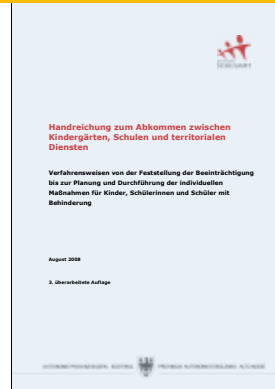 Handreichung zum Abkommen zwischen
Kindergärten, Schulen und territorialen
Diensten
Verfahrensweisen von der Feststellung der Beeinträchtigung
bis zur Planung und Durchführung der individuellen
Maßnahmen für Kinder, Schülerinnen und Schüler mit
Behinderung
August 2008
3. überarbeitete Auflage